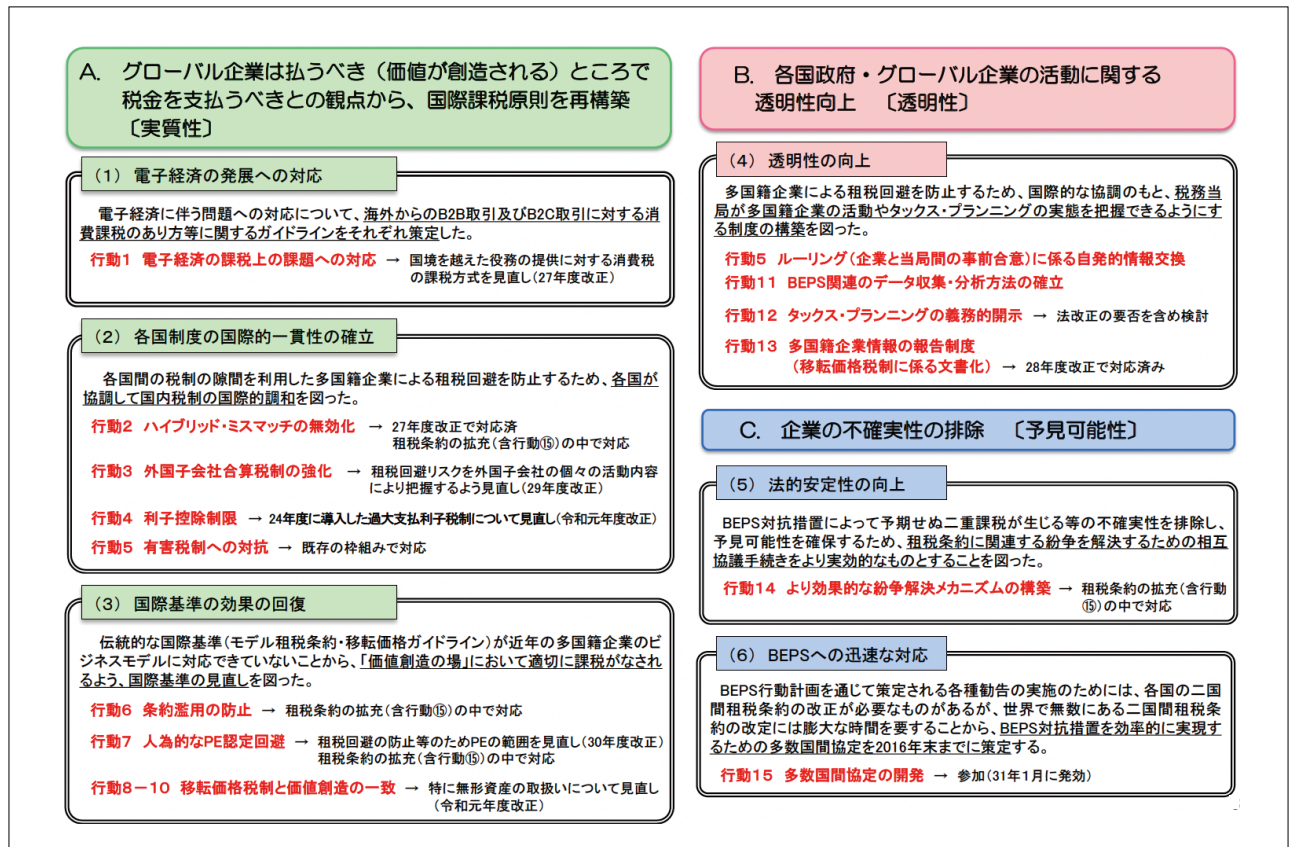 A. グローバル企業は払うべき（価値が創造される）ところで
税金を支払うべきとの観点から、国際課税原則を再構築
〔実質性〕
（1） 電子経済の発展への対応
電子経済に伴う問題への対応について、海外からのB2B取引及びB2C取引に対する消
費課税のあり方等に関するガイドラインをそれぞれ策定した。
行動1 電子経済の課税上の課題への対応 → 国境を越えた役務の提供に対する消費税
の課税方式を見直し(27年度改正)
（2） 各国制度の国際的一貫性の確立
各国間の税制の隙間を利用した多国籍企業による租税回避を防止するため、各国が
協調して国内税制の国際的調和を図った。
行動2 ハイブリッド・ミスマッチの無効化 → 27年度改正で対応済
租税条約の拡充(含行動⑮)の中で対応
行動3 外国子会社合算税制の強化 → 租税回避リスクを外国子会社の個々の活動内容
により把握するよう見直し(29年度改正)
行動4 利子控除制限 → 24年度に導入した過大支払利子税制について見直し(令和元年度改正)
行動5 有害税制への対抗 → 既存の枠組みで対応
（3） 国際基準の効果の回復
伝統的な国際基準(モデル租税条約・移転価格ガイドライン)が近年の多国籍企業のビ
ジネスモデルに対応できていないことから、「価値創造の場」において適切に課税がなされ
るよう、国際基準の見直しを図った。
行動6 条約濫用の防止 → 租税条約の拡充(含行動⑮)の中で対応
行動7 人為的なPE認定回避 → 租税回避の防止等のためPEの範囲を見直し(30年度改正)
租税条約の拡充(含行動⑮)の中で対応
行動8－10 移転価格税制と価値創造の一致 → 特に無形資産の取扱いについて見直し
(令和元年度改正)
B. 各国政府・グローバル企業の活動に関する
透明性向上 〔透明性〕
（4） 透明性の向上
多国籍企業による租税回避を防止するため、国際的な協調のもと、税務当
局が多国籍企業の活動やタックス・プランニングの実態を把握できるようにす
る制度の構築を図った。
行動5 ルーリング(企業と当局間の事前合意)に係る自発的情報交換
行動11 BEPS関連のデータ収集・分析方法の確立
行動12 タックス・プランニングの義務的開示 → 法改正の要否を含め検討
行動13 多国籍企業情報の報告制度
（移転価格税制に係る文書化） → 28年度改正で対応済み
C. 企業の不確実性の排除 〔予見可能性〕
（5） 法的安定性の向上
BEPS対抗措置によって予期せぬ二重課税が生じる等の不確実性を排除し、
予見可能性を確保するため、租税条約に関連する紛争を解決するための相互
協議手続きをより実効的なものとすることを図った。
行動14 より効果的な紛争解決メカニズムの構築 → 租税条約の拡充(含行動
⑮)の中で対応
（6） BEPSへの迅速な対応
BEPS行動計画を通じて策定される各種勧告の実施のためには、各国の二国
間租税条約の改正が必要なものがあるが、世界で無数にある二国間租税条
約の改定には膨大な時間を要することから、BEPS対抗措置を効率的に実現す
るための多数国間協定を2016年末までに策定する。
行動15 多数国間協定の開発 → 参加(31年1月に発効)